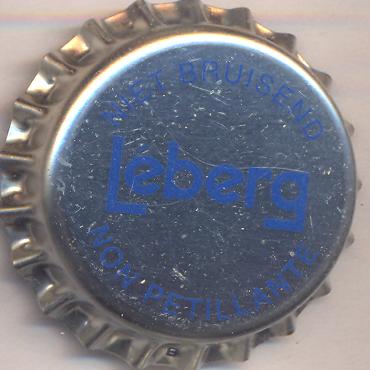 NIET BRUISEND
Leberg
NON PETILLANTE
B